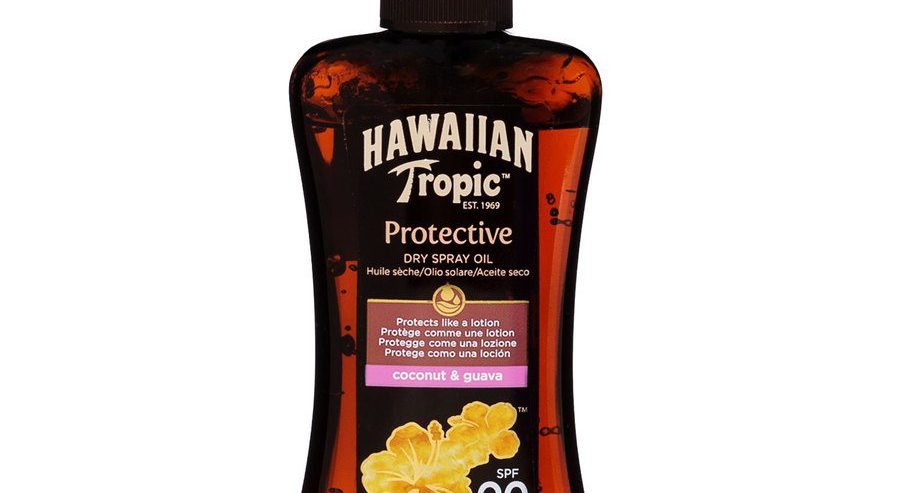 HAWAIIAN
Tropic™
EST. 1969
Protective
DRY SPRAY OIL
Huile sèche/Olio solare/Aceite seco
Protects like a lotion
Protège comme une lotion
Protegge come una lozione
Protege como una loción
coconut & guava
™
SPF